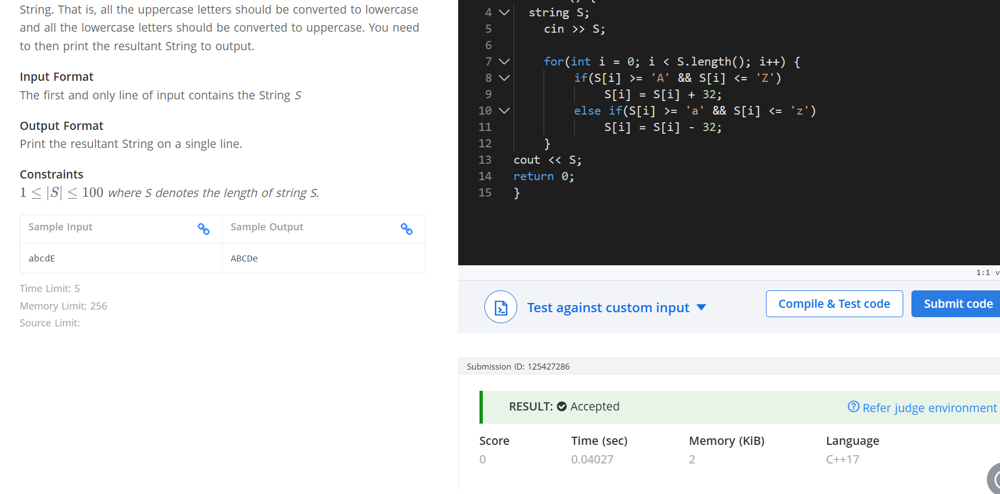 String. That is, all the uppercase letters should be converted to lowercase
and all the lowercase letters should be converted to uppercase. You need
to then print the resultant String to output.
Input Format
The first and only line of input contains the String S
Output Format
Print the resultant String on a single line.
Constraints
1 ≤ |S| ≤ 100 where S denotes the length of string S.
Sample Input
Sample Output
abcdE
ABCDe
Time Limit: 5
Memory Limit: 256
Source Limit:
4 string S;
5 cin >> S;
6
7 for(int i = 0; i < S.length(); i++) {
8 if(S[i] >= 'A' && S[i] <= 'Z')
9 S[i] = S[i] + 32;
10 else if(S[i] >= 'a' && S[i] <= 'z')
11 S[i] = S[i] - 32;
12 }
13 cout << S;
14 return 0;
15 }
1:1 v
Test against custom input
Compile & Test code
Submit code
Submission ID: 125427286
RESULT: Accepted
Refer judge environment
Score
Time (sec)
Memory (KiB)
Language
0
0.04027
2
C++17